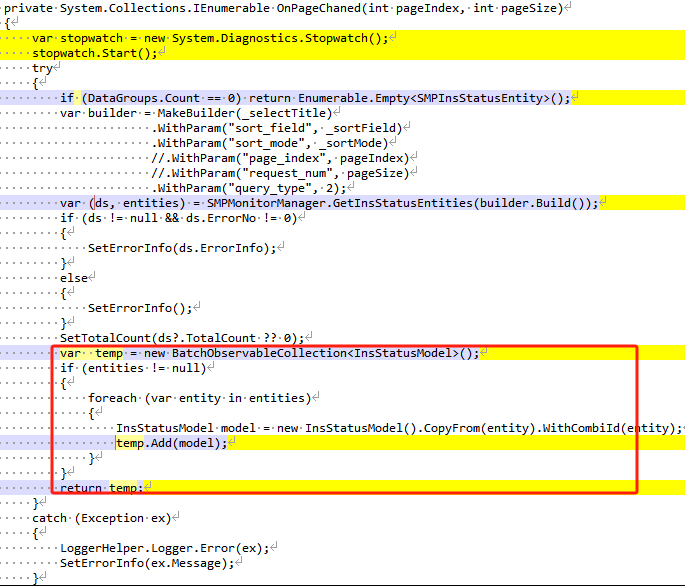 private System.Collections.IEnumerable OnPageChaned(int pageIndex, int pageSize)
{
    var stopwatch = new System.Diagnostics.Stopwatch();
    stopwatch.Start();
    try
    {
        if (DataGroups.Count == 0) return Enumerable.Empty<SMPInsStatusEntity>();
        var builder = MakeBuilder(_selectTitle)
                     .WithParam("sort_field", _sortField)
                     .WithParam("sort_mode", _sortMode)
                     //.WithParam("page_index", pageIndex)
                     //.WithParam("request_num", pageSize)
                     .WithParam("query_type", 2);
        var (ds, entities) = SMPMonitorManager.GetInsStatusEntities(builder.Build());
        if (ds != null && ds.ErrorNo != 0)
        {
            SetErrorInfo(ds.ErrorInfo);
        }
        else
        {
            SetErrorInfo();
        }
        SetTotalCount(ds?.TotalCount ?? 0);
        var  temp = new BatchObservableCollection<InsStatusModel>();
        if (entities != null)
        {
            foreach (var entity in entities)
            {
                InsStatusModel model = new InsStatusModel().CopyFrom(entity).WithCombiId(entity);
                temp.Add(model);
            }
        }
        return temp;
    }
    catch (Exception ex)
    {
        LoggerHelper.Logger.Error(ex);
        SetErrorInfo(ex.Message);
    }